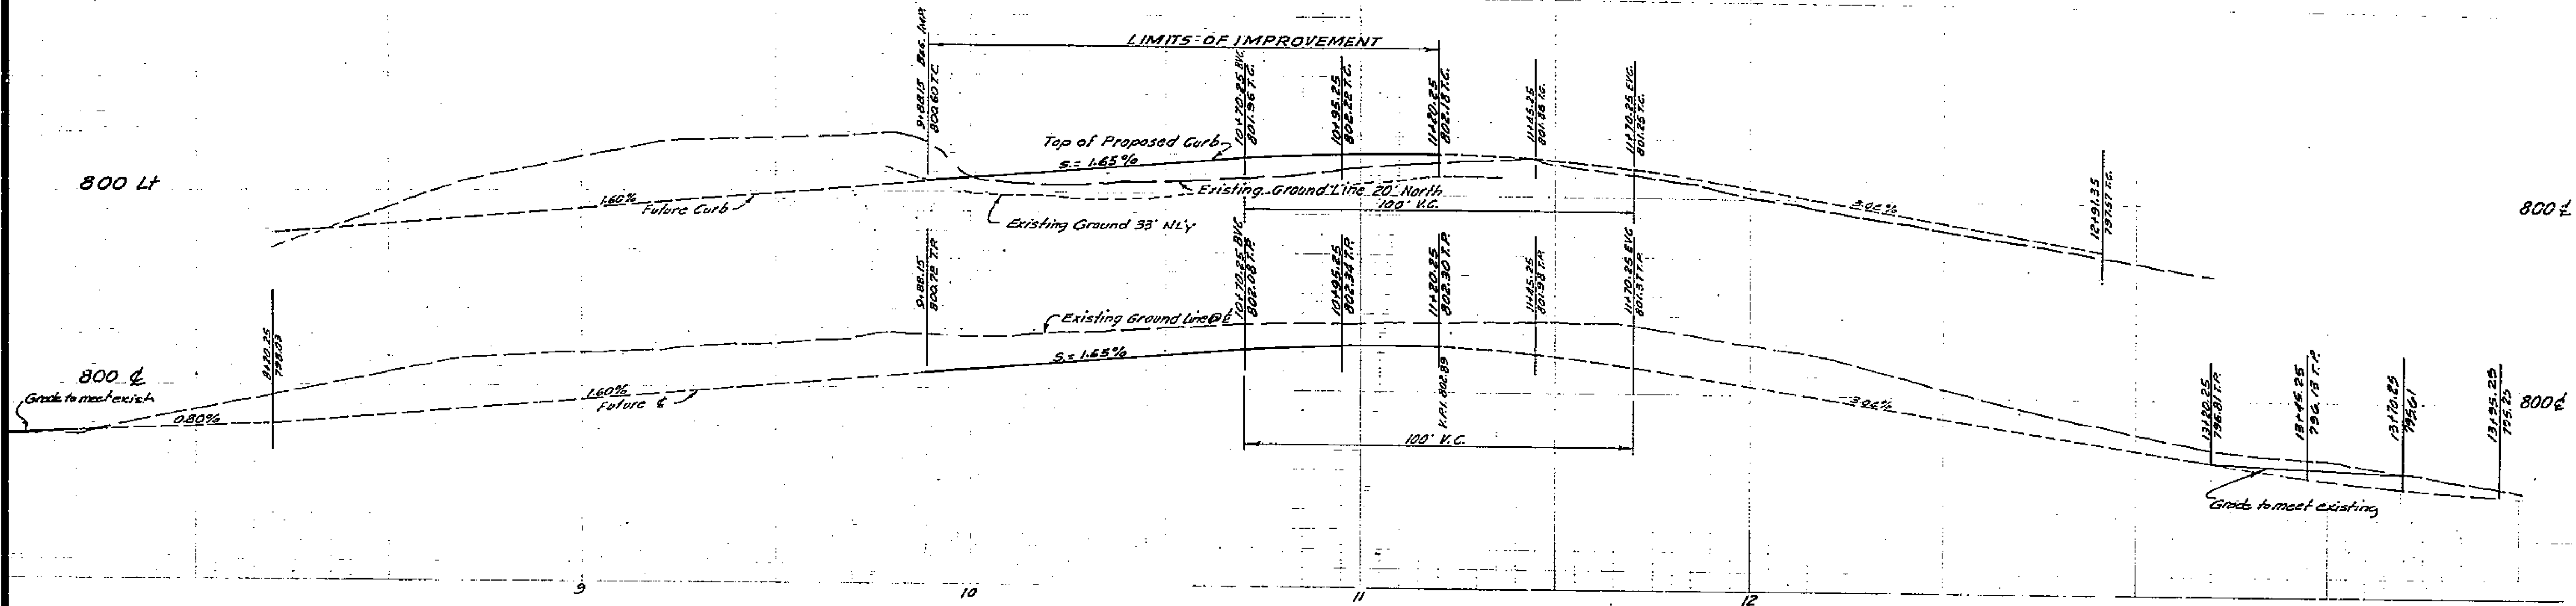 LIMITS OF IMPROVEMENT
9+88.15 BEG. IMP.
800.60 T.C.
10+70.25 BVC.
801.96 T.C.
10+95.25
802.22 T.C.
11+20.25
802.18 T.C.
11+45.25
801.86 T.C.
11+70.25 EVC.
801.25 T.C.
12+91.35
797.57 T.C.
Top of Proposed Curb
S = 1.65%
800 Lt
1.60%
Future Curb
Existing Ground Line 20' North
Existing Ground 33' NL'y
100' V.C.
3.04%
800 ℄
9+88.15
800.72 T.P.
10+70.25 BVC
802.08 T.P.
10+95.25
802.34 T.P.
11+20.25
802.30 T.P.
11+45.25
801.98 T.P.
11+70.25 EVC
801.37 T.P.
8+20.25
798.03
Existing Ground Line @ ℄
S = 1.65%
800 ℄
Grade to meet exist.
0.80%
1.60%
Future ℄
V.P.I. 802.89
100' V.C.
3.04%
13+20.25
796.81 T.P.
13+45.25
796.13 T.P.
13+70.25
795.61
13+95.25
795.25
800 ℄
Grade to meet existing
9
10
11
12